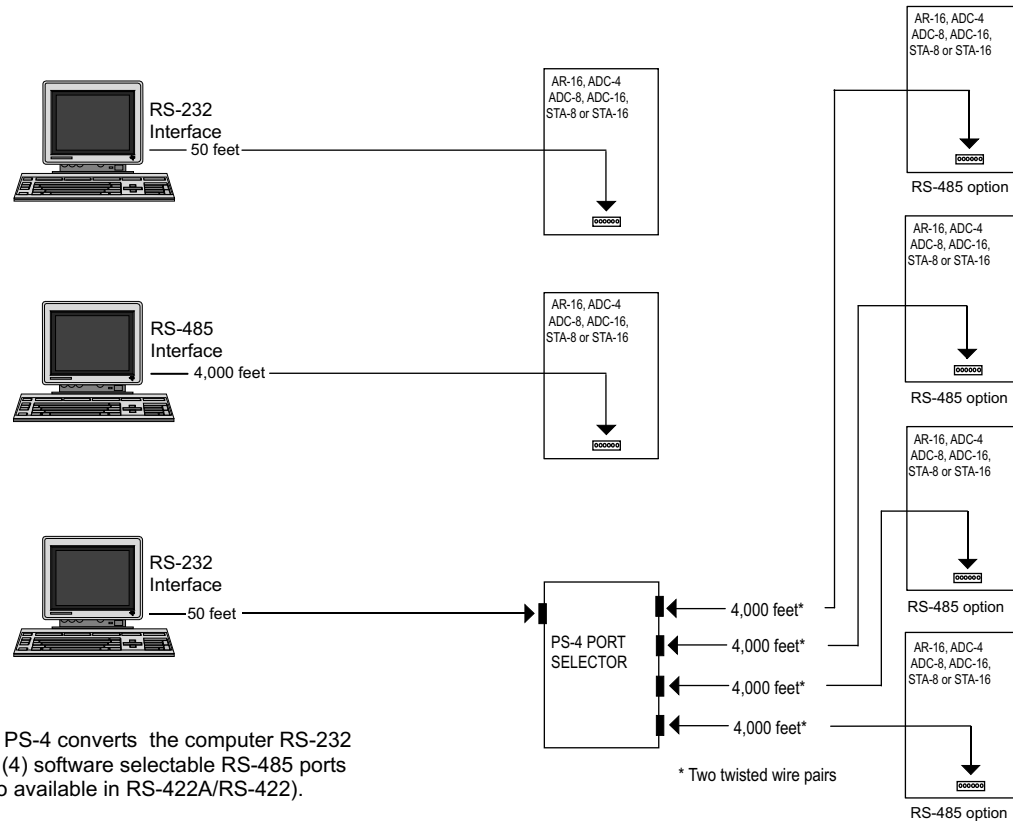 RS-232
Interface
50 feet
AR-16, ADC-4
ADC-8, ADC-16,
STA-8 or STA-16
RS-485
Interface
4,000 feet
AR-16, ADC-4
ADC-8, ADC-16,
STA-8 or STA-16
RS-232
Interface
50 feet
PS-4 PORT
SELECTOR
4,000 feet*
4,000 feet*
4,000 feet*
4,000 feet*
* Two twisted wire pairs
AR-16, ADC-4
ADC-8, ADC-16,
STA-8 or STA-16
RS-485 option
AR-16, ADC-4
ADC-8, ADC-16,
STA-8 or STA-16
RS-485 option
AR-16, ADC-4
ADC-8, ADC-16,
STA-8 or STA-16
RS-485 option
AR-16, ADC-4
ADC-8, ADC-16,
STA-8 or STA-16
RS-485 option
PS-4 converts the computer RS-232
(4) software selectable RS-485 ports
available in RS-422A/RS-422).